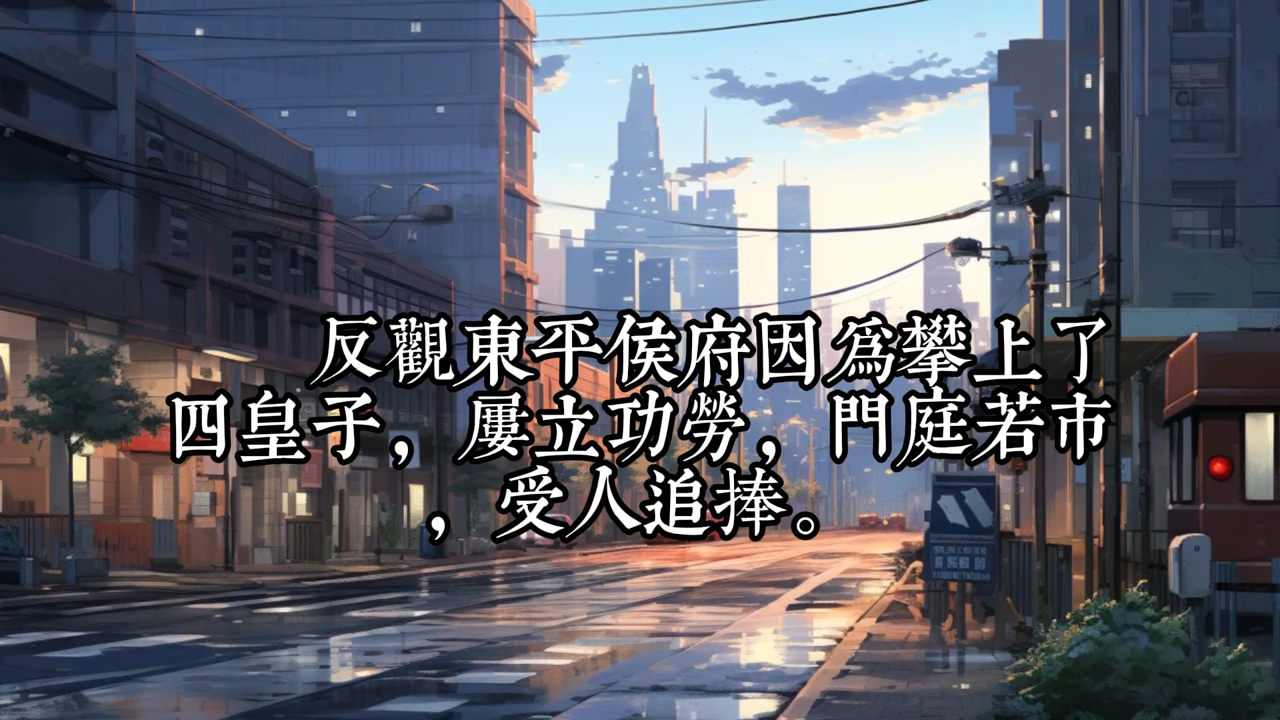 反觀東平侯府因爲攀上了
四皇子，屢立功勞，門庭若市
，受人追捧。